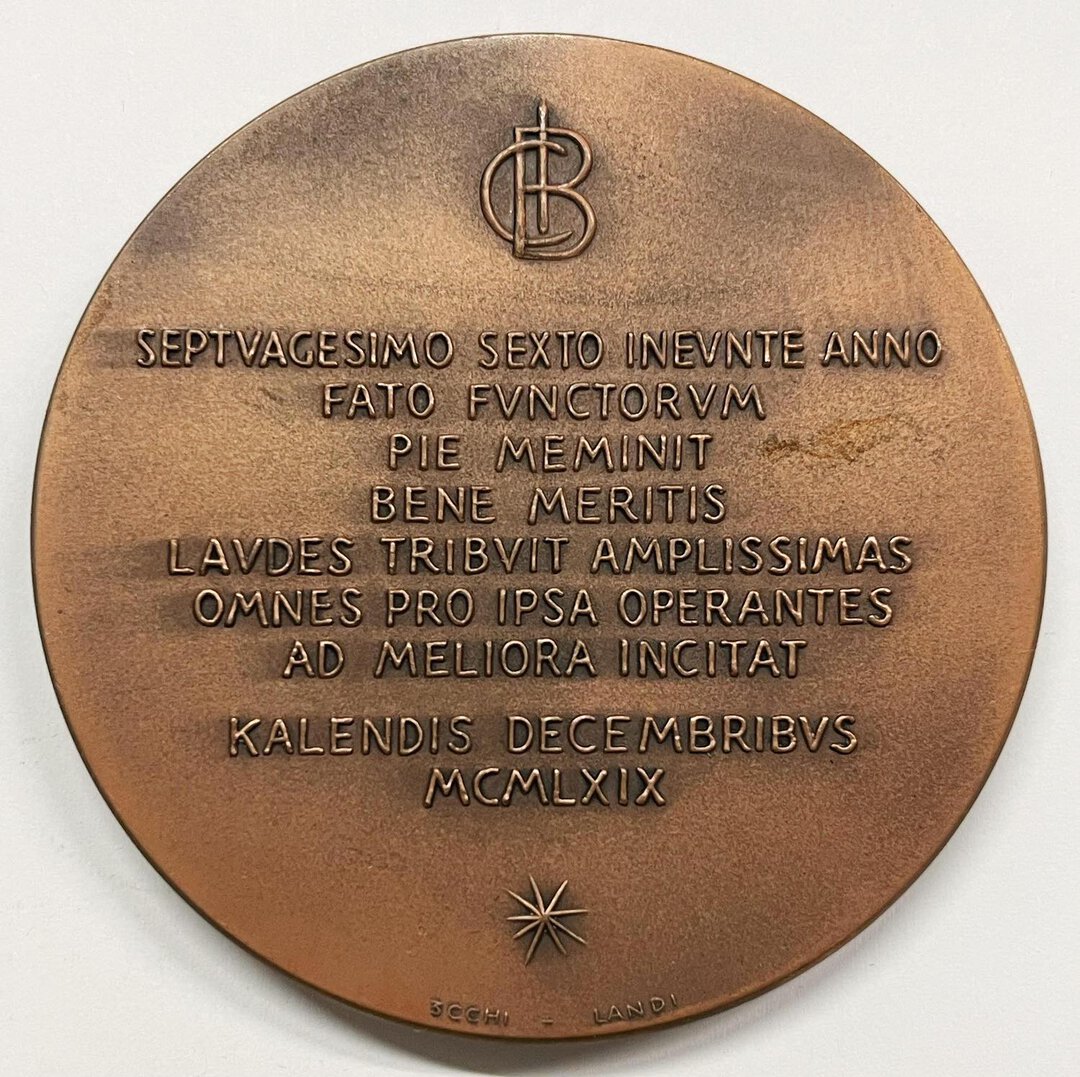 SEPTVAGESIMO SEXTO INEVNTE ANNO
FATO FVNCTORVM
PIE MEMINIT
BENE MERITIS
LAVDES TRIBVIT AMPLISSIMAS
OMNES PRO IPSA OPERANTES
AD MELIORA INCITAT
KALENDIS DECEMBRIBVS
MCMLXIX
LANDI